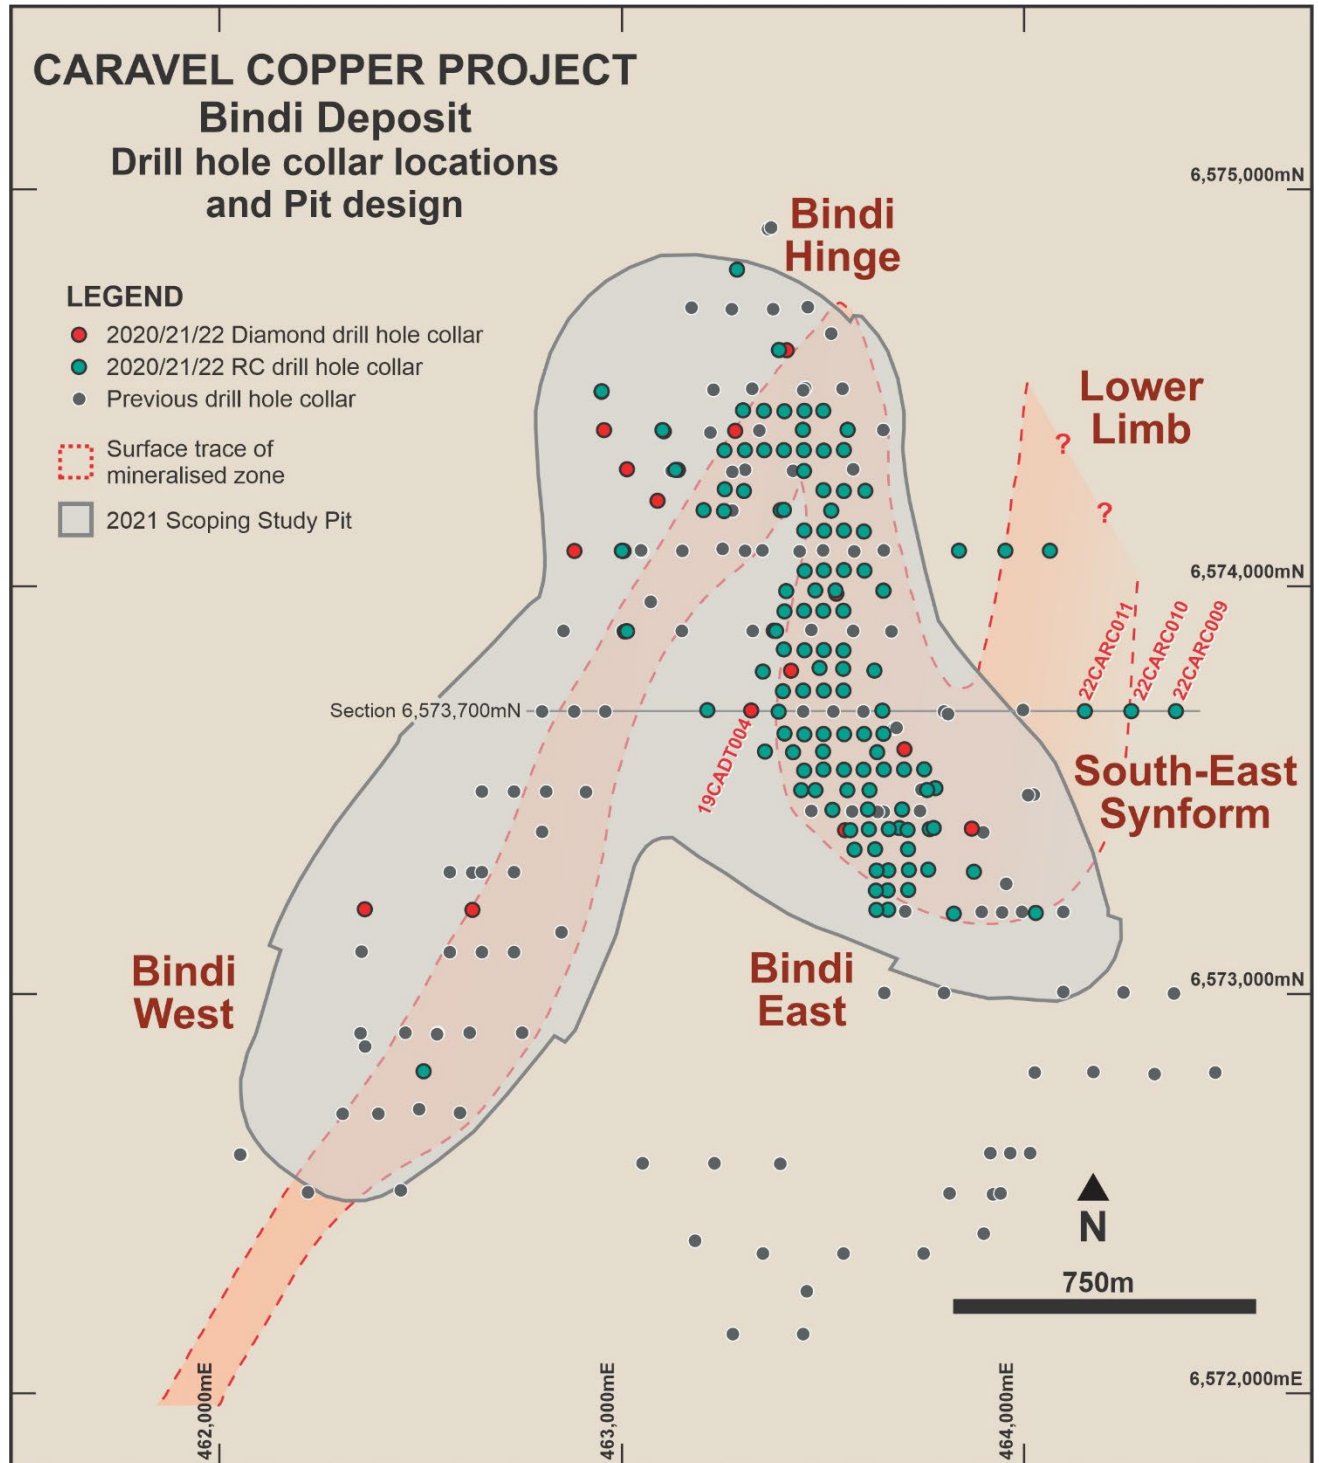 CARAVEL COPPER PROJECT
Bindi Deposit
Drill hole collar locations
and Pit design
6,575,000mN
Bindi
Hinge
LEGEND
2020/21/22 Diamond drill hole collar
2020/21/22 RC drill hole collar
Previous drill hole collar
Surface trace of
mineralised zone
2021 Scoping Study Pit
Lower
Limb
?
?
6,574,000mN
22CARC011
22CARC010
22CARC009
Section 6,573,700mN
19CADT004
South-East
Synform
Bindi
West
Bindi
East
6,573,000mN
N
750m
462,000mE
463,000mE
464,000mE
6,572,000mE